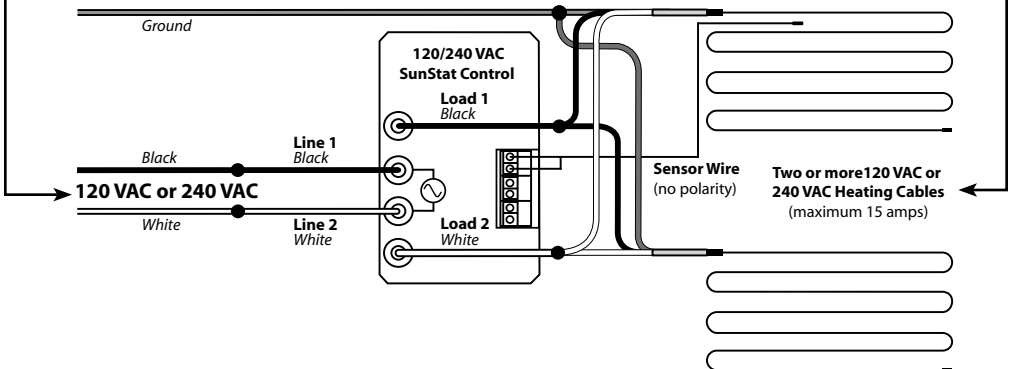 Ground
120/240 VAC
SunStat Control
Load 1
Black
Black
Line 1
Black
120 VAC or 240 VAC
White
Line 2
White
Load 2
White
Sensor Wire
(no polarity)
Two or more120 VAC or
240 VAC Heating Cables
(maximum 15 amps)